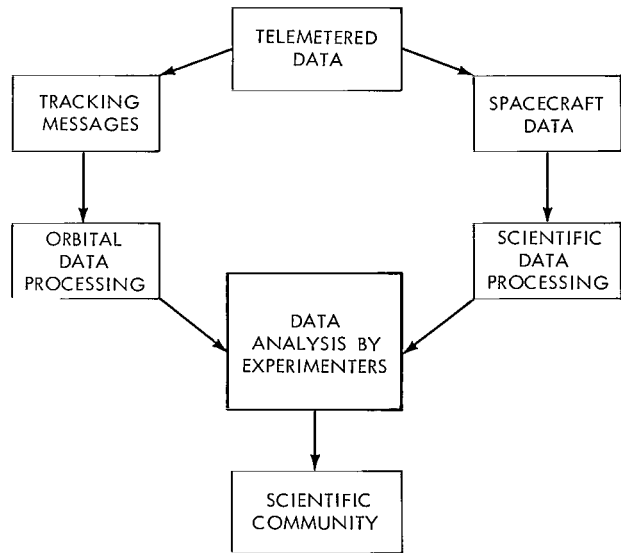 TELEMETERED
DATA
TRACKING
MESSAGES
SPACECRAFT
DATA
ORBITAL
DATA
PROCESSING
SCIENTIFIC
DATA
PROCESSING
DATA
ANALYSIS BY
EXPERIMENTERS
SCIENTIFIC
COMMUNITY